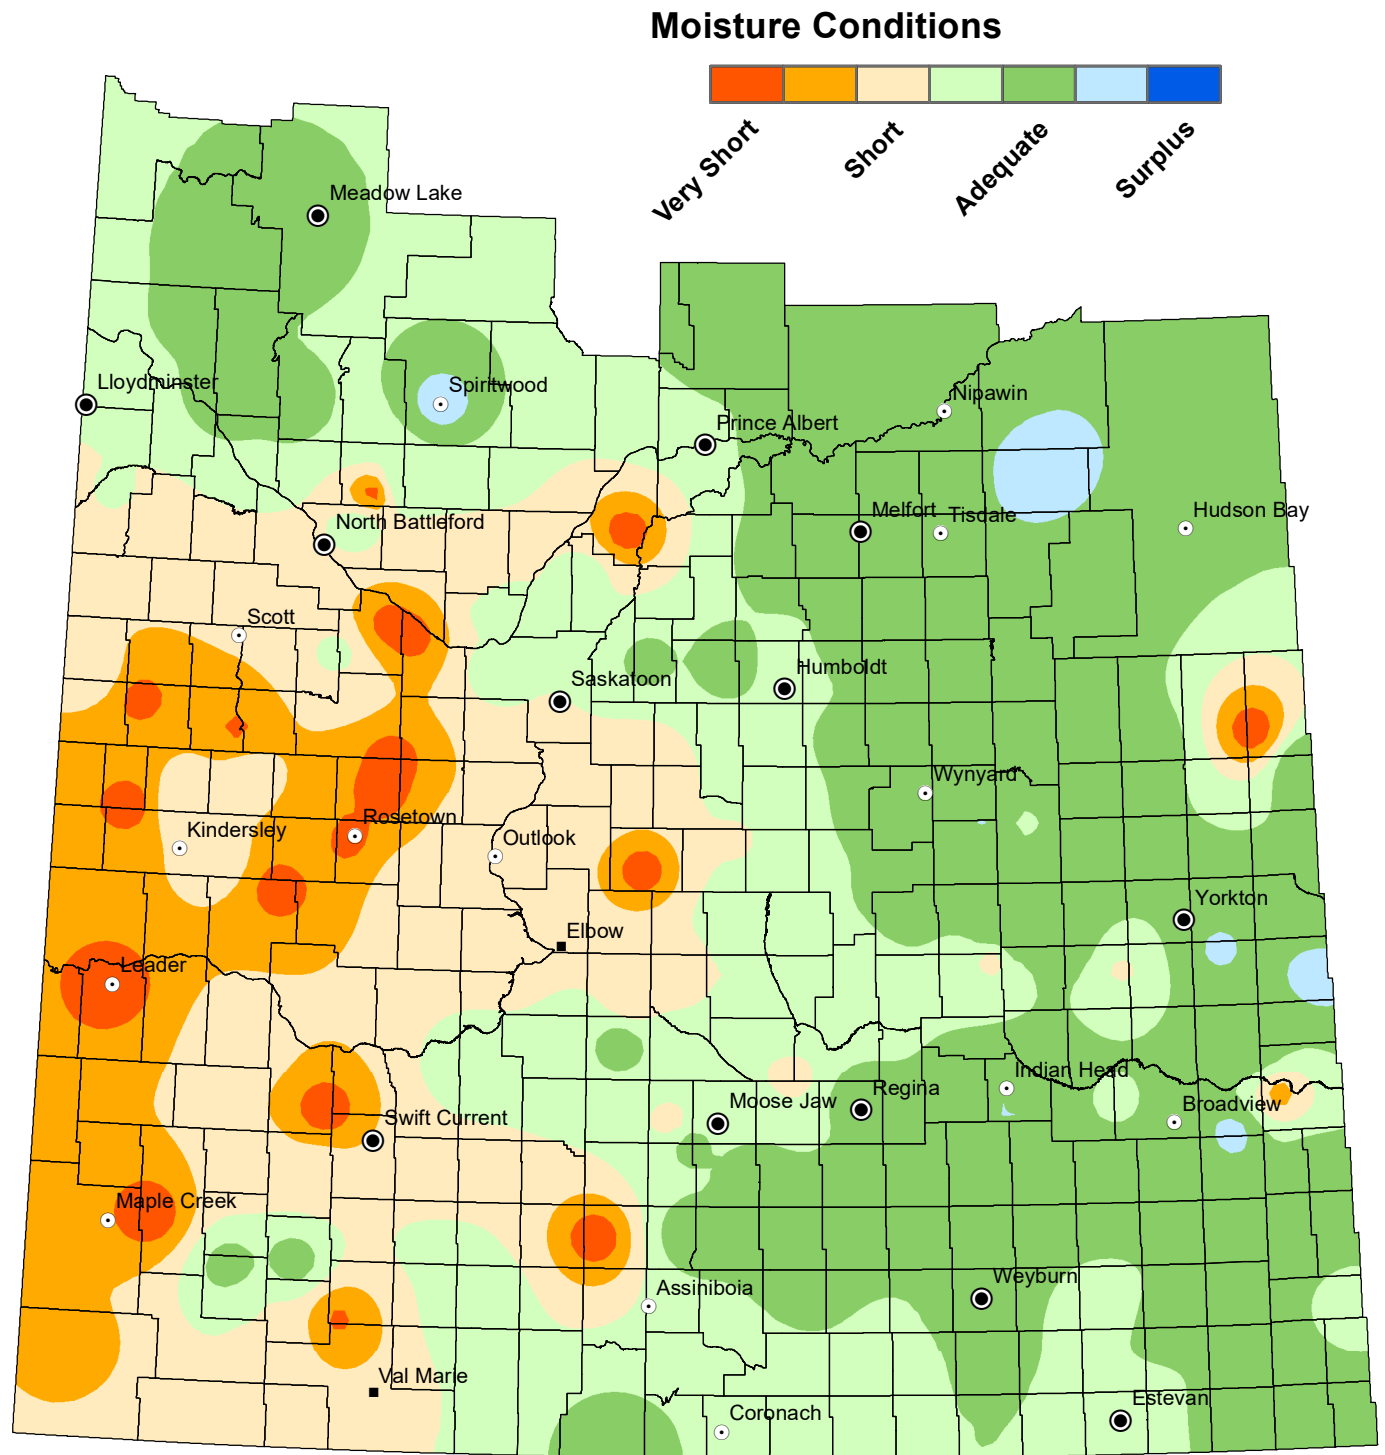 Moisture Conditions
Very Short
Short
Adequate
Surplus
Meadow Lake
Lloydminster
Spiritwood
Nipawin
Prince Albert
Melfort
Tisdale
Hudson Bay
North Battleford
Scott
Saskatoon
Humboldt
Wynyard
Rosetown
Kindersley
Outlook
Yorkton
Elbow
Leader
Indian Head
Regina
Moose Jaw
Broadview
Swift Current
Maple Creek
Weyburn
Assiniboia
Val Marie
Estevan
Coronach